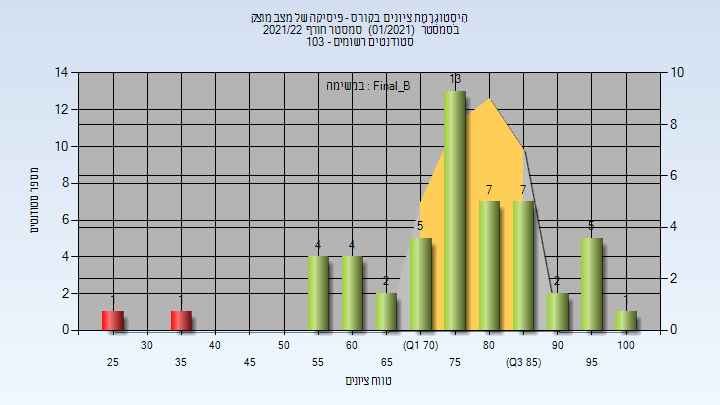 היסטוגרמת ציונים בקורס - פיסיקה של מצב מוצק
בסמסטר (01/2021) סמסטר חורף 2021/22
סטודנטים רשומים - 103
במשימה : Final_B
מספר סטודנטים
14 12 10 8 6 4 2 0
10 8 6 4 2 0
1 1 4 4 2 5 13 7 7 2 5 1
30 40 50 60 (Q1 70) 80 90 100
25 35 45 55 65 75 (Q3 85) 95
טווח ציונים